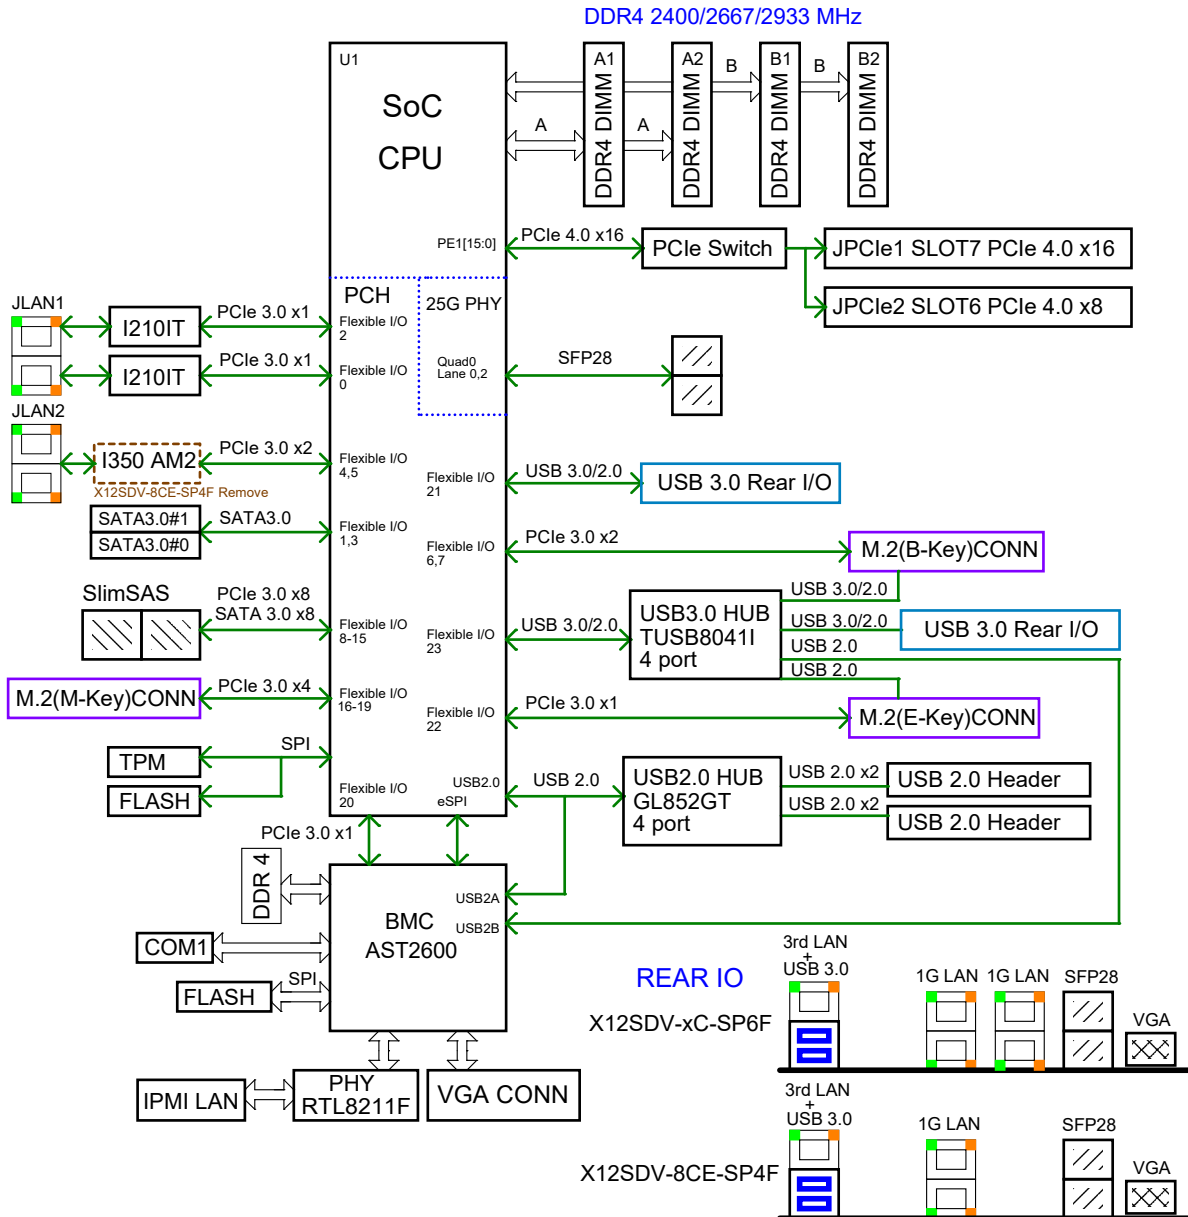 DDR4 2400/2667/2933 MHz
U1
SoC
CPU
A1
DDR4 DIMM
A2
DDR4 DIMM
B
B1
DDR4 DIMM
B
B2
DDR4 DIMM
A
A
PE1[15:0]
PCIe 4.0 x16
PCIe Switch
JPCIe1 SLOT7 PCIe 4.0 x16
JPCIe2 SLOT6 PCIe 4.0 x8
PCH
25G PHY
JLAN1
I210IT
PCIe 3.0 x1
Flexible I/O
2
I210IT
PCIe 3.0 x1
Flexible I/O
0
Quad0
Lane 0,2
SFP28
JLAN2
I350 AM2
PCIe 3.0 x2
Flexible I/O
4,5
X12SDV-8CE-SP4F Remove
Flexible I/O
21
USB 3.0/2.0
USB 3.0 Rear I/O
SATA3.0#1
SATA3.0#0
SATA3.0
Flexible I/O
1,3
Flexible I/O
6,7
PCIe 3.0 x2
M.2(B-Key)CONN
SlimSAS
PCIe 3.0 x8
SATA 3.0 x8
Flexible I/O
8-15
Flexible I/O
23
USB 3.0/2.0
USB3.0 HUB
TUSB8041I
4 port
USB 3.0/2.0
USB 3.0/2.0
USB 2.0
USB 2.0
USB 3.0 Rear I/O
M.2(M-Key)CONN
PCIe 3.0 x4
Flexible I/O
16-19
Flexible I/O
22
PCIe 3.0 x1
M.2(E-Key)CONN
TPM
FLASH
SPI
Flexible I/O
20
USB2.0
eSPI
USB 2.0
USB2.0 HUB
GL852GT
4 port
USB 2.0 x2
USB 2.0 Header
USB 2.0 x2
USB 2.0 Header
PCIe 3.0 x1
DDR 4
BMC
AST2600
USB2A
USB2B
COM1
FLASH
SPI
IPMI LAN
PHY
RTL8211F
VGA CONN
REAR IO
X12SDV-xC-SP6F
3rd LAN
+
USB 3.0
1G LAN
1G LAN
SFP28
VGA
X12SDV-8CE-SP4F
3rd LAN
+
USB 3.0
1G LAN
SFP28
VGA